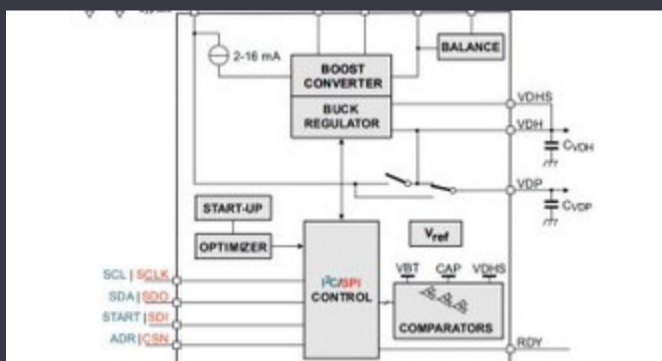 2-16 mA
BALANCE
BOOST
CONVERTER
BUCK
REGULATOR
VDHS
VDH
CVDH
VDP
CVDP
START-UP
OPTIMIZER
Vref
SCL | SCLK
SDA | SDO
START | SDI
ADR | CSN
I²C/SPI
CONTROL
VBT CAP VDHS
COMPARATORS
RDY